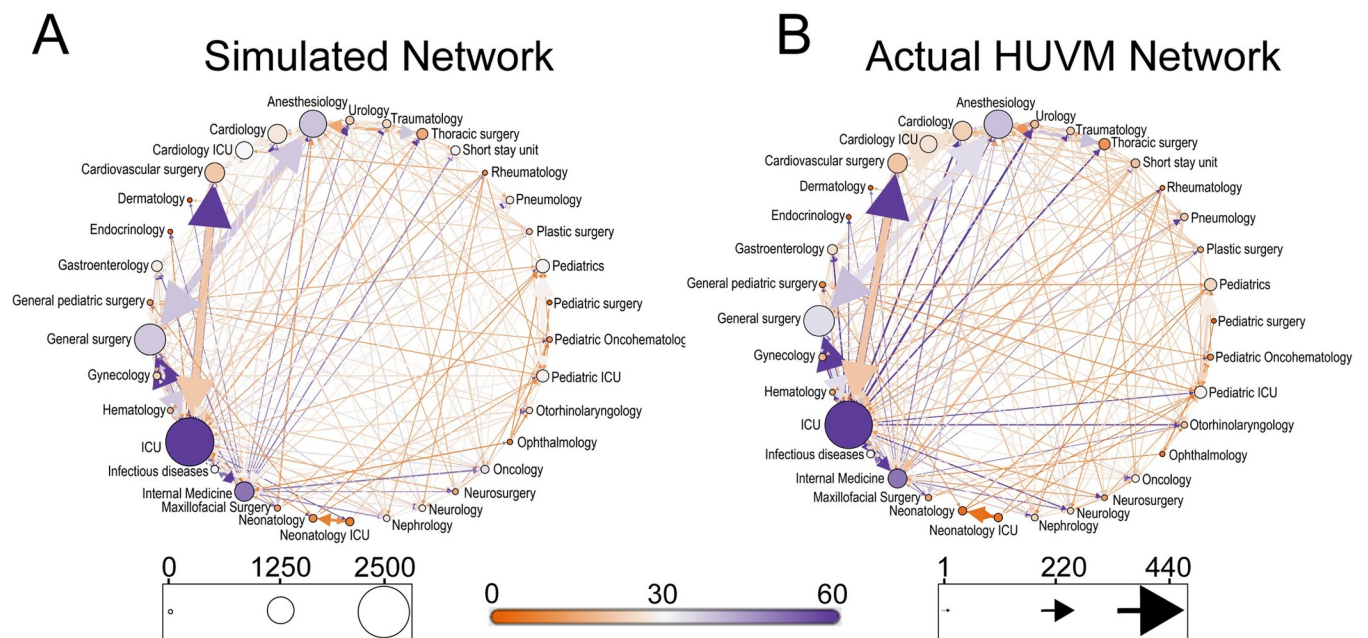 A
Simulated Network
Anesthesiology
Urology
Traumatology
Cardiology
Thoracic surgery
Cardiology ICU
Short stay unit
Cardiovascular surgery
Rheumatology
Dermatology
Pneumology
Endocrinology
Plastic surgery
Gastroenterology
Pediatrics
General pediatric surgery
Pediatric surgery
General surgery
Pediatric Oncohematolog
Gynecology
Pediatric ICU
Hematology
Otorhinolaryngology
ICU
Ophthalmology
Infectious diseases
Oncology
Internal Medicine
Neurosurgery
Maxillofacial Surgery
Neurology
Neonatology
Nephrology
Neonatology ICU
B
Actual HUVM Network
Anesthesiology
Urology
Cardiology
Traumatology
Cardiology ICU
Thoracic surgery
Cardiovascular surgery
Short stay unit
Dermatology
Rheumatology
Endocrinology
Pneumology
Gastroenterology
Plastic surgery
General pediatric surgery
Pediatrics
General surgery
Pediatric surgery
Gynecology
Pediatric Oncohematology
Hematology
Pediatric ICU
ICU
Otorhinolaryngology
Infectious diseases
Ophthalmology
Internal Medicine
Oncology
Maxillofacial Surgery
Neurosurgery
Neonatology
Neurology
Neonatology ICU
Nephrology
0 1250 2500
0 30 60
1 220 440